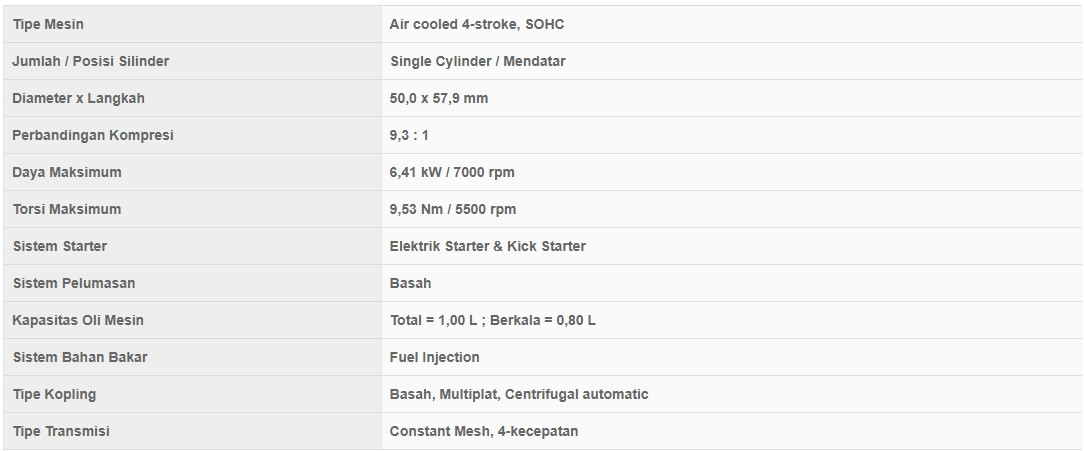 Tipe Mesin Air cooled 4-stroke, SOHC
Jumlah / Posisi Silinder Single Cylinder / Mendatar
Diameter x Langkah 50,0 x 57,9 mm
Perbandingan Kompresi 9,3 : 1
Daya Maksimum 6,41 kW / 7000 rpm
Torsi Maksimum 9,53 Nm / 5500 rpm
Sistem Starter Elektrik Starter & Kick Starter
Sistem Pelumasan Basah
Kapasitas Oli Mesin Total = 1,00 L ; Berkala = 0,80 L
Sistem Bahan Bakar Fuel Injection
Tipe Kopling Basah, Multiplat, Centrifugal automatic
Tipe Transmisi Constant Mesh, 4-kecepatan